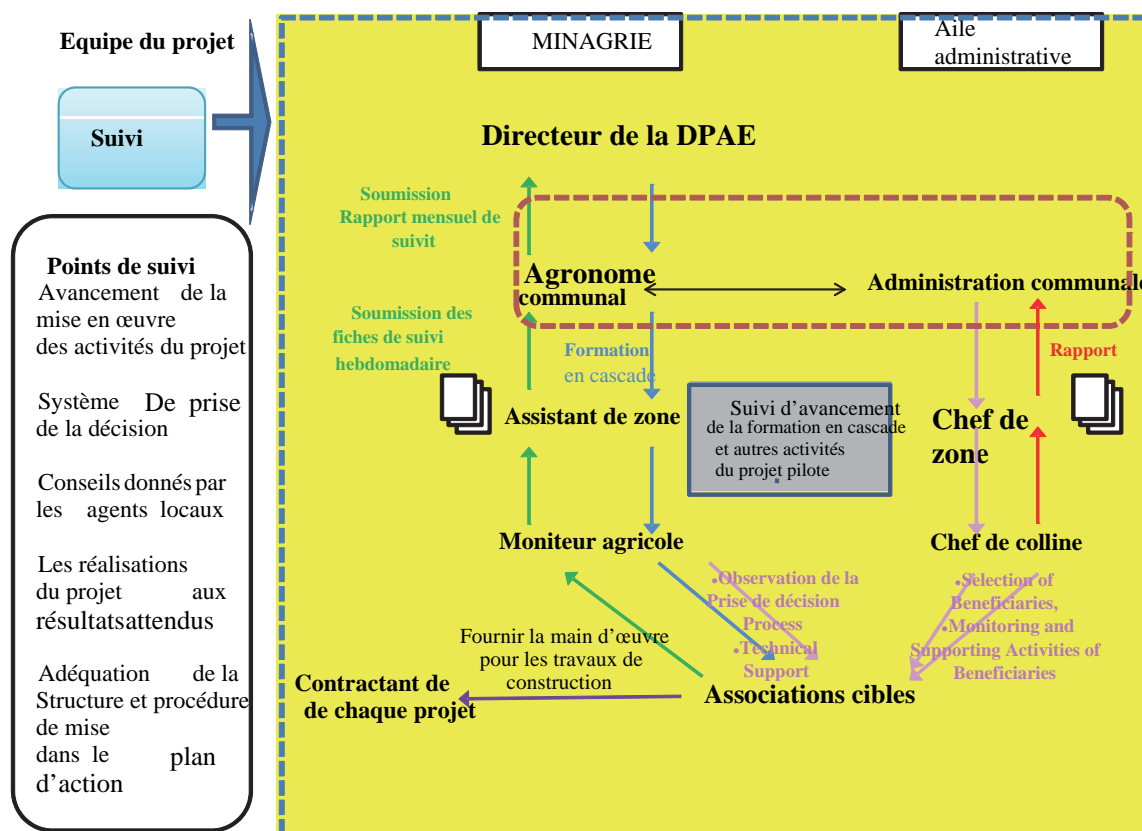 Equipe du projet
Suivi
Points de suivi
Avancement de la
mise en œuvre
des activités du projet
Système De prise
de la décision
Conseils donnés par
les agents locaux
Les réalisations
du projet aux
résultatsattendus
Adéquation de la
Structure et procédure
de mise
dans le plan
d’action
MINAGRIE
Aile
administrative
Directeur de la DPAE
Soumission
Rapport mensuel de
suivit
Agronome
communal
Administration communale
Soumission des
fiches de suivi
hebdomadaire
Formation
en cascade
Rapport
Assistant de zone
Suivi d’avancement
de la formation en cascade
et autres activités
du projet pilote
Chef de
zone
Moniteur agricole
Chef de colline
•Observation de la
Prise de décision
Process
•Technical
Support
•Selection of
Beneficiaries,
•Monitoring and
Supporting Activities of
Beneficiaries
Fournir la main d’œuvre
pour les travaux de
construction
Contractant de
de chaque projet
Associations cibles